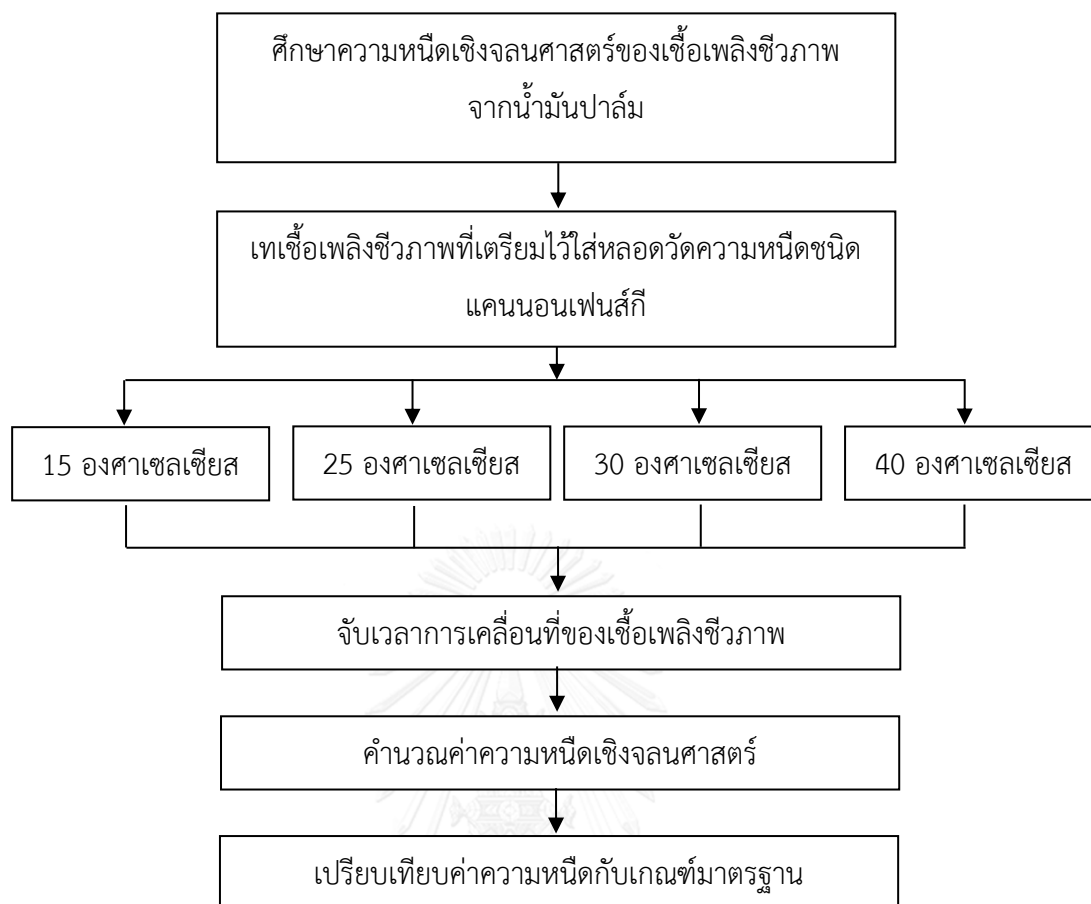 ศึกษาความหนืดเชิงจลนศาสตร์ของเชื้อเพลิงชีวภาพ
จากน้ำมันปาล์ม
เทเชื้อเพลิงชีวภาพที่เตรียมไว้ใส่หลอดวัดความหนืดชนิด
แคนนอนเฟนส์กี
15 องศาเซลเซียส
25 องศาเซลเซียส
30 องศาเซลเซียส
40 องศาเซลเซียส
จับเวลาการเคลื่อนที่ของเชื้อเพลิงชีวภาพ
คำนวณค่าความหนืดเชิงจลนศาสตร์
เปรียบเทียบค่าความหนืดกับเกณฑ์มาตรฐาน